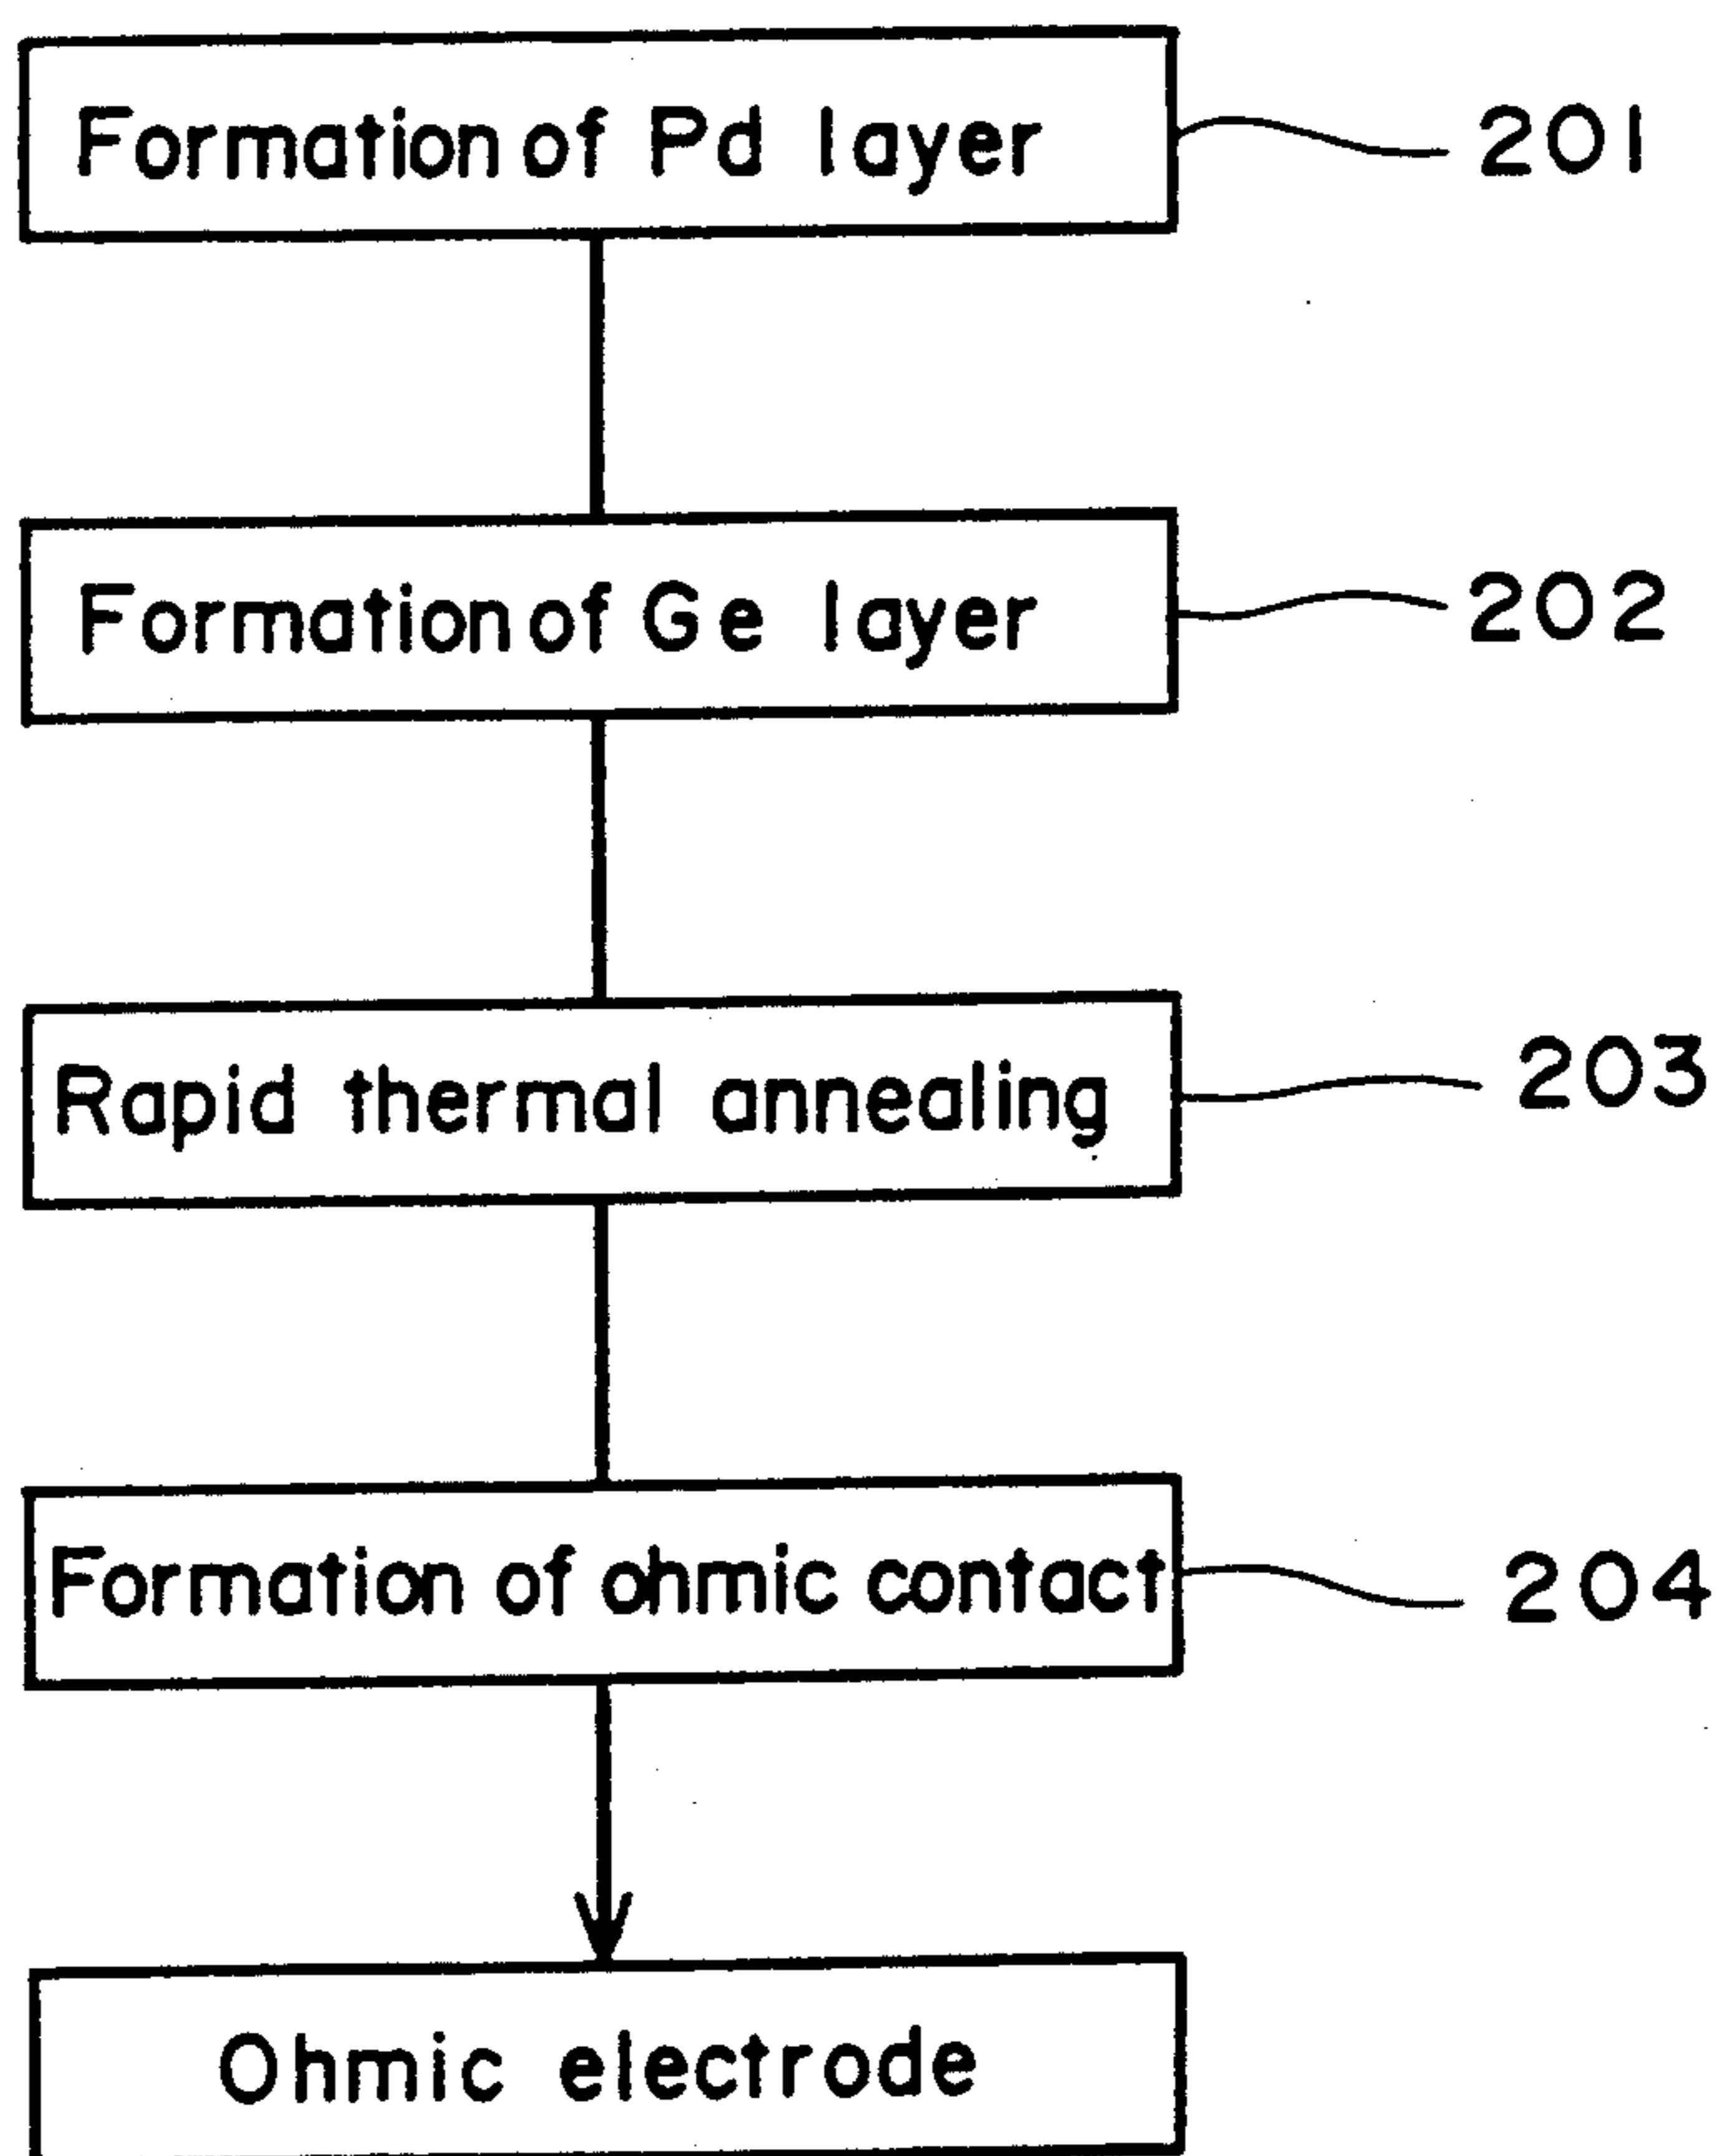 Formation of Pd layer 201
Formation of Ge layer 202
Rapid thermal annealing 203
Formation of ohmic contact 204
Ohmic electrode